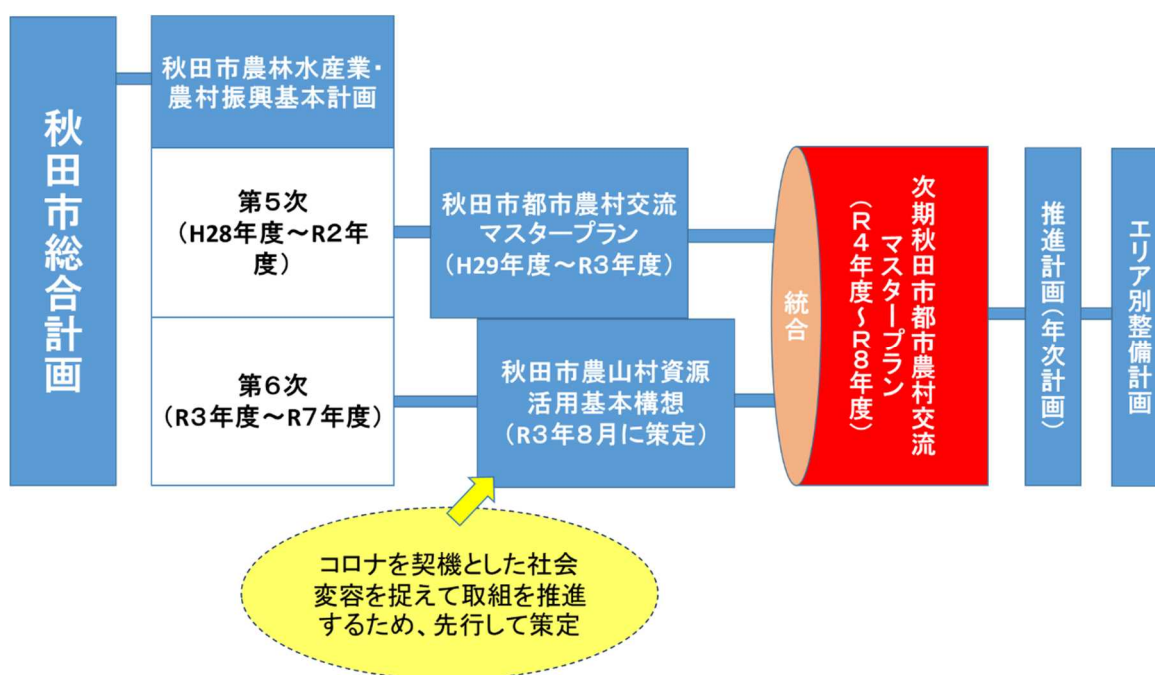 秋田市総合計画
秋田市農林水産業・
農村振興基本計画
第５次
（H28年度～R２年
度）
第６次
（R３年度～R７年度）
秋田市都市農村交流
マスタープラン
（H29年度～R３年度）
秋田市農山村資源
活用基本構想
（R３年８月に策定）
コロナを契機とした社会
変容を捉えて取組を推進
するため、先行して策定
統合
次期秋田市都市農村交流
マスタープラン
（R４年度～R８年度）
推進計画（年次計画）
エリア別整備計画